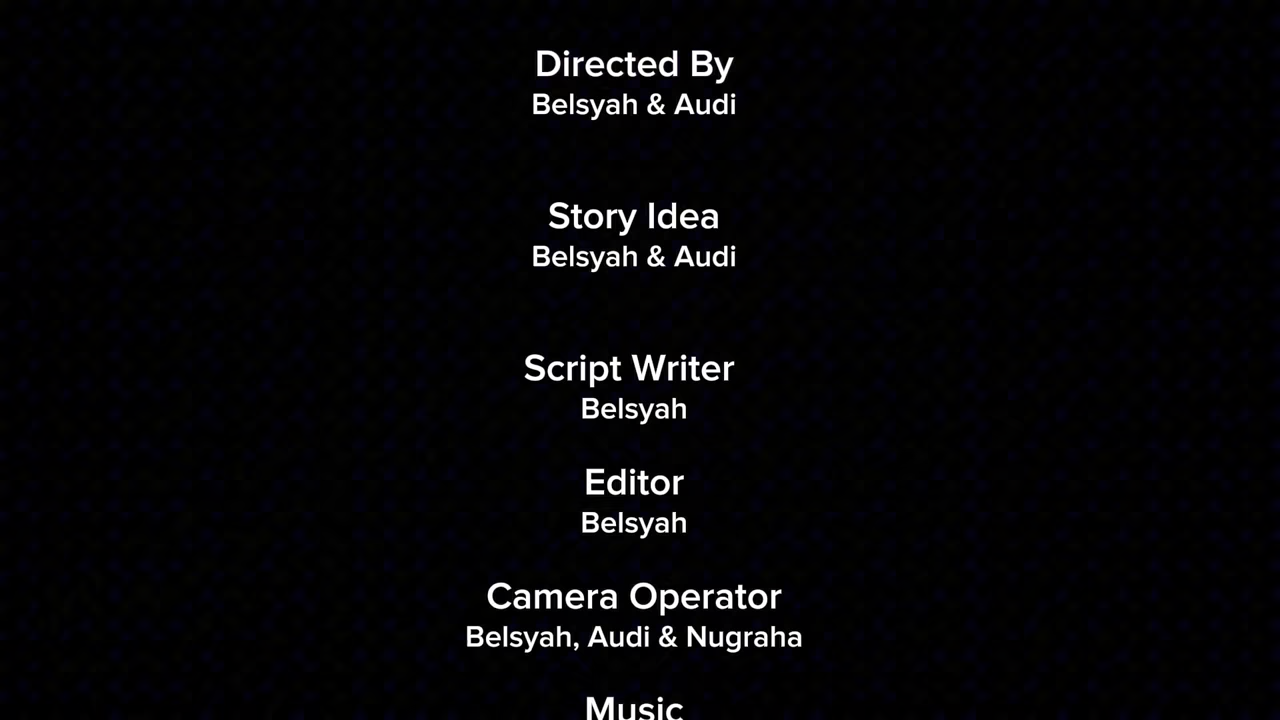 Directed By
Belsyah & Audi
Story Idea
Belsyah & Audi
Script Writer
Belsyah
Editor
Belsyah
Camera Operator
Belsyah, Audi & Nugraha
Music